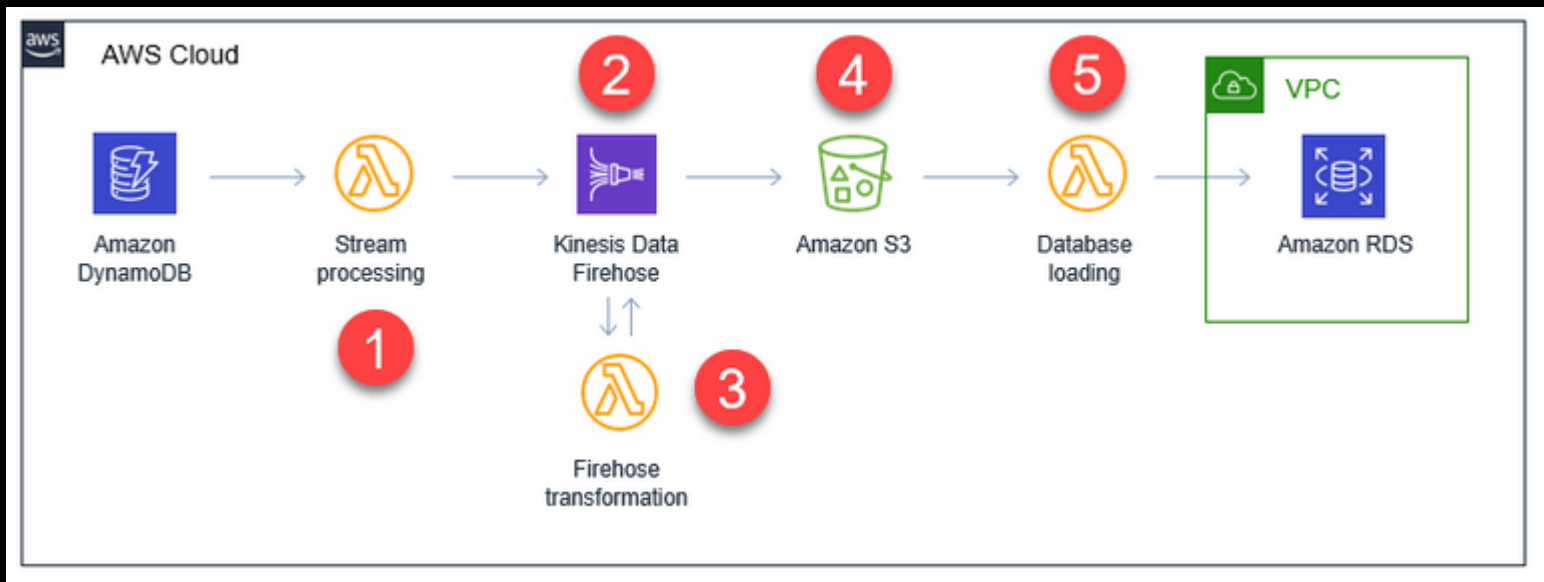 aws
AWS Cloud
2
4
5
VPC
Amazon
DynamoDB
Stream
processing
Kinesis Data
Firehose
Amazon S3
Database
loading
Amazon RDS
1
3
Firehose
transformation